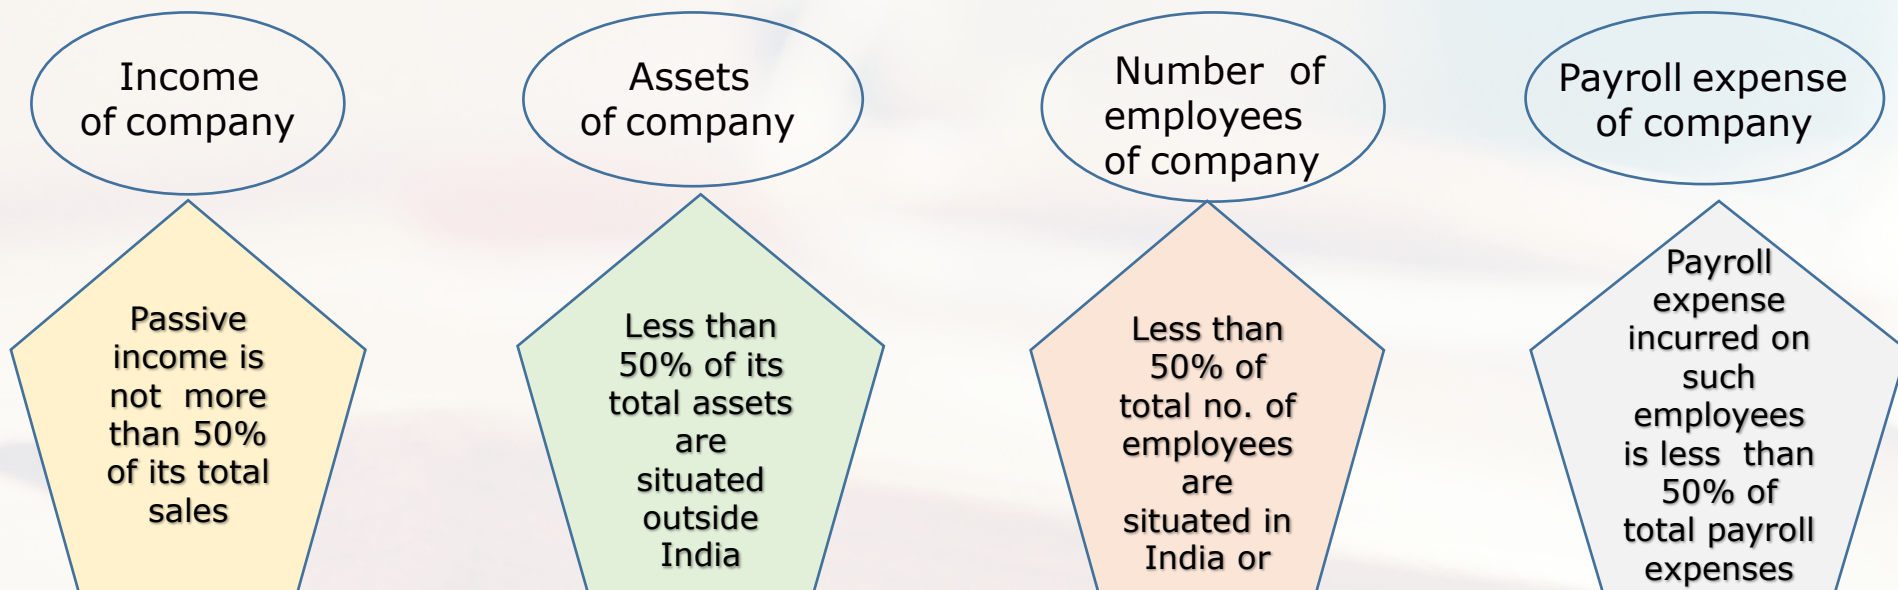 Income
of company
Passive
income is
not more
than 50%
of its total
sales
Assets
of company
Less than
50% of its
total assets
are
situated
outside
India
Number of
employees
of company
Less than
50% of
total no. of
employees
are
situated in
India or
Payroll expense
of company
Payroll
expense
incurred on
such
employees
is less than
50% of
total payroll
expenses